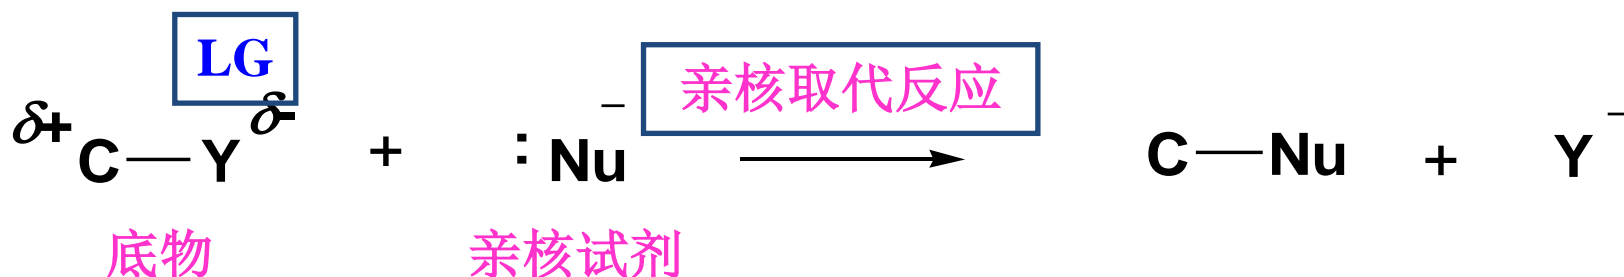 LG
亲核取代反应
δ+ C—Y δ- + :Nu⁻ → C—Nu + Y⁻
底物 亲核试剂